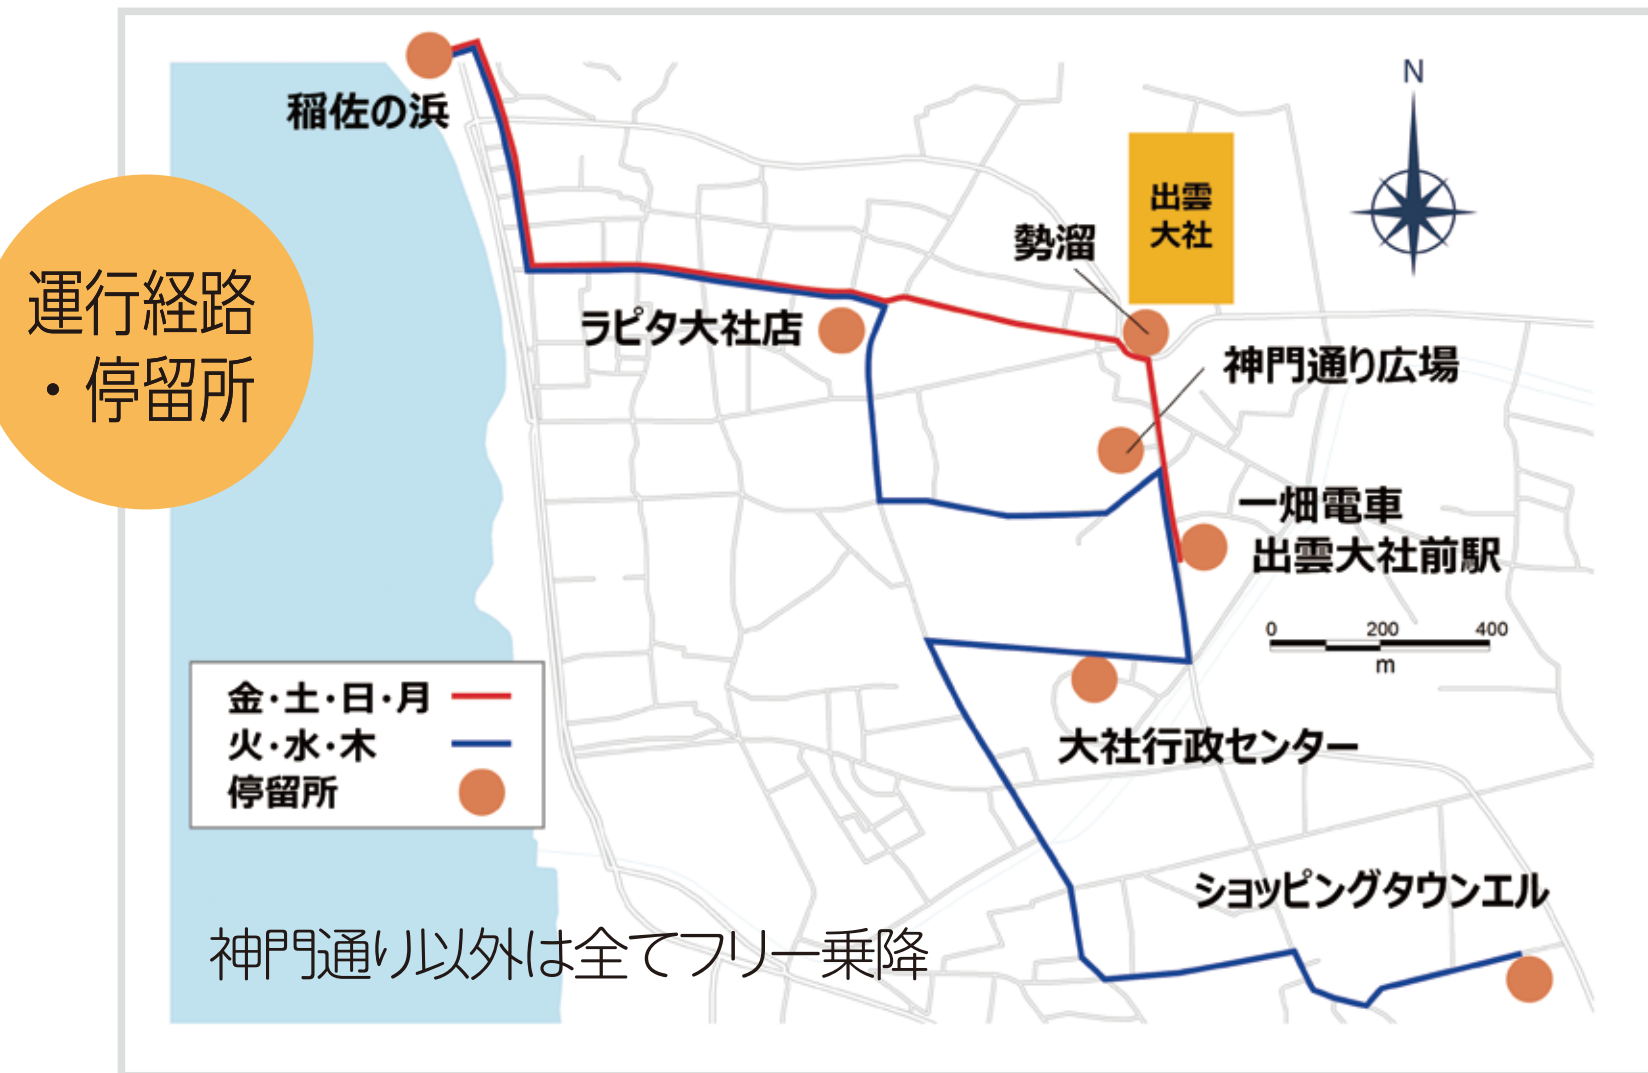 運行経路
・停留所
稲佐の浜
N
出雲
大社
勢溜
ラピタ大社店
神門通り広場
一畑電車
出雲大社前駅
0 200 400
m
金・土・日・月
火・水・木
停留所
大社行政センター
ショッピングタウンエル
神門通り以外は全てフリー乗降